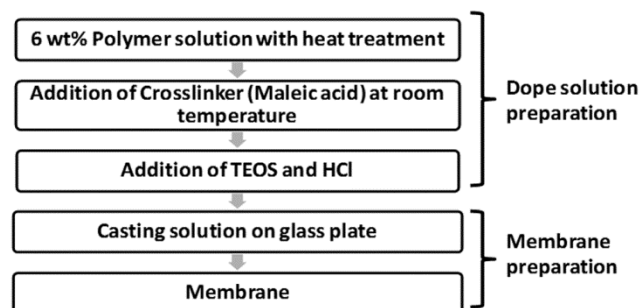 6 wt% Polymer solution with heat treatment
Addition of Crosslinker (Maleic acid) at room
temperature
Addition of TEOS and HCl
Casting solution on glass plate
Membrane
Dope solution
preparation
Membrane
preparation